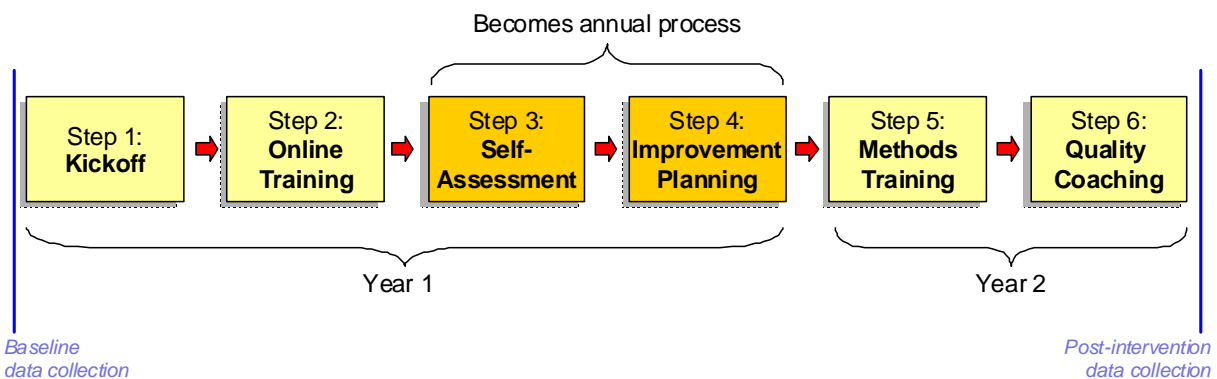 Becomes annual process
Step 1:
Kickoff
Step 2:
Online
Training
Step 3:
Self-
Assessment
Step 4:
Improvement
Planning
Step 5:
Methods
Training
Step 6:
Quality
Coaching
Year 1
Year 2
Baseline
data collection
Post-intervention
data collection